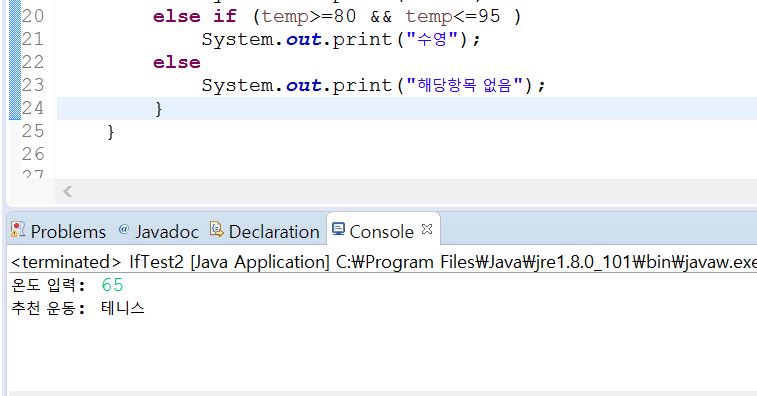 20 else if (temp>=80 && temp<=95 )
21 System.out.print("수영");
22 else
23 System.out.print("해당항목 없음");
24 }
25 }
26
27
Problems @ Javadoc Declaration Console
<terminated> IfTest2 [Java Application] C:₩Program Files₩Java₩jre1.8.0_101₩bin₩javaw.exe
온도 입력: 65
추천 운동: 테니스